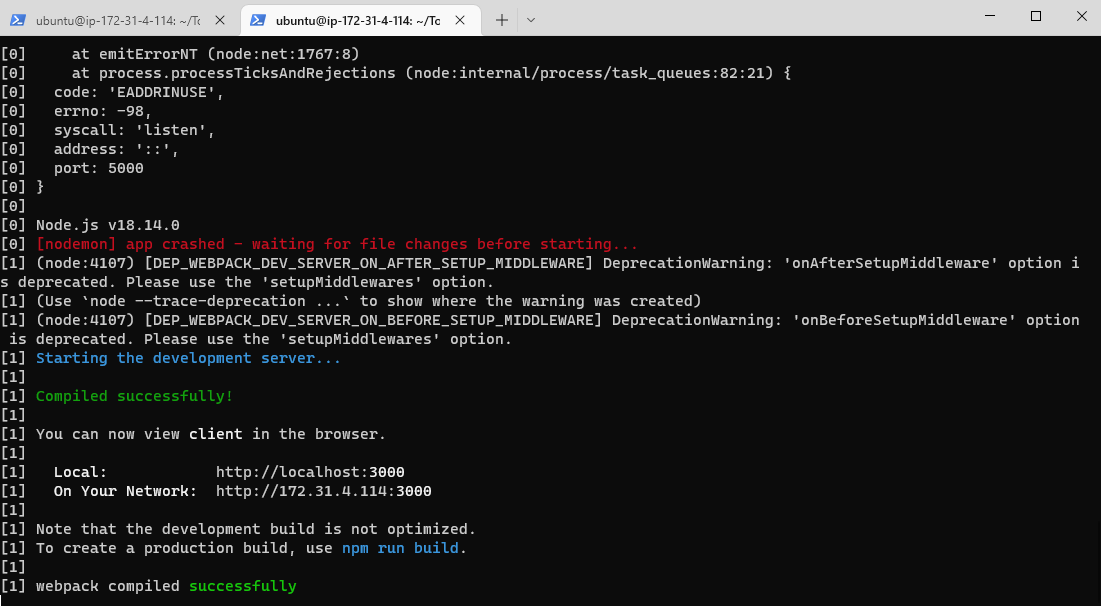 ubuntu@ip-172-31-4-114: ~/To
ubuntu@ip-172-31-4-114: ~/To
[0]     at emitErrorNT (node:net:1767:8)
[0]     at process.processTicksAndRejections (node:internal/process/task_queues:82:21) {
[0]   code: 'EADDRINUSE',
[0]   errno: -98,
[0]   syscall: 'listen',
[0]   address: '::',
[0]   port: 5000
[0] }
[0]
[0] Node.js v18.14.0
[0] [nodemon] app crashed - waiting for file changes before starting...
[1] (node:4107) [DEP_WEBPACK_DEV_SERVER_ON_AFTER_SETUP_MIDDLEWARE] DeprecationWarning: 'onAfterSetupMiddleware' option i
s deprecated. Please use the 'setupMiddlewares' option.
[1] (Use `node --trace-deprecation ...` to show where the warning was created)
[1] (node:4107) [DEP_WEBPACK_DEV_SERVER_ON_BEFORE_SETUP_MIDDLEWARE] DeprecationWarning: 'onBeforeSetupMiddleware' option
 is deprecated. Please use the 'setupMiddlewares' option.
[1] Starting the development server...
[1]
[1] Compiled successfully!
[1]
[1] You can now view client in the browser.
[1]
[1]   Local:            http://localhost:3000
[1]   On Your Network:  http://172.31.4.114:3000
[1]
[1] Note that the development build is not optimized.
[1] To create a production build, use npm run build.
[1]
[1] webpack compiled successfully